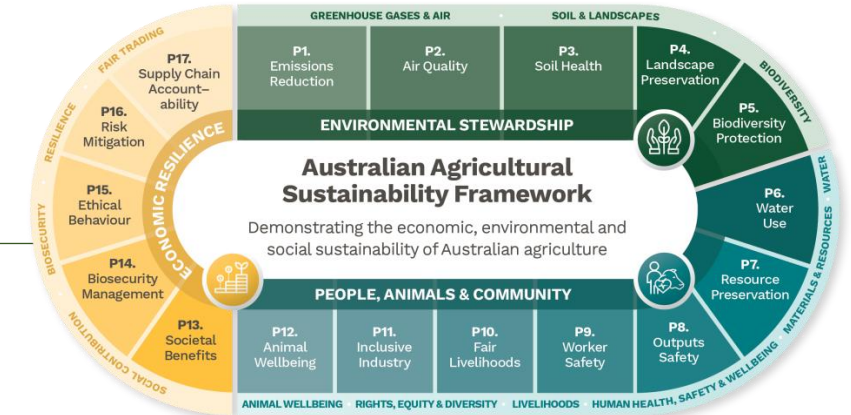 GREENHOUSE GASES & AIR • SOIL & LANDSCAPES
BIODIVERSITY
WATER
MATERIALS & RESOURCES
HUMAN HEALTH, SAFETY & WELLBEING
LIVELIHOODS
RIGHTS, EQUITY & DIVERSITY
ANIMAL WELLBEING
SOCIAL CONTRIBUTION
BIOSECURITY
RESILIENCE
FAIR TRADING
P1.
Emissions
Reduction
P2.
Air Quality
P3.
Soil Health
P4.
Landscape
Preservation
P5.
Biodiversity
Protection
P6.
Water
Use
P7.
Resource
Preservation
P8.
Outputs
Safety
P9.
Worker
Safety
P10.
Fair
Livelihoods
P11.
Inclusive
Industry
P12.
Animal
Wellbeing
P13.
Societal
Benefits
P14.
Biosecurity
Management
P15.
Ethical
Behaviour
P16.
Risk
Mitigation
P17.
Supply Chain
Account–
ability
ENVIRONMENTAL STEWARDSHIP
ECONOMIC RESILIENCE
Australian Agricultural
Sustainability Framework
Demonstrating the economic, environmental and
social sustainability of Australian agriculture
PEOPLE, ANIMALS & COMMUNITY